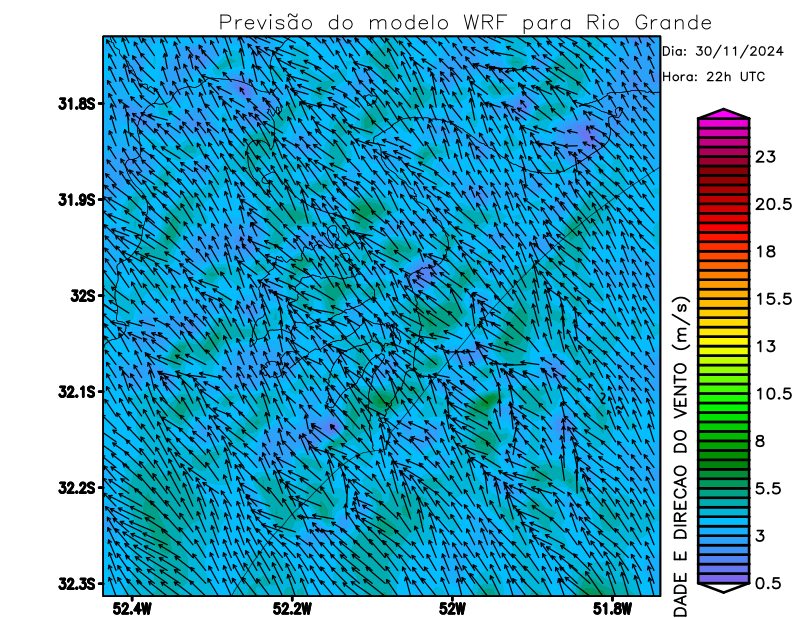 Previsão do modelo WRF para Rio Grande
Dia: 30/11/2024
Hora: 22h UTC
31.8S
31.9S
32S
32.1S
32.2S
32.3S
52.4W
52.2W
52W
51.8W
DADE E DIRECAO DO VENTO (m/s)
23
20.5
18
15.5
13
10.5
8
5.5
3
0.5